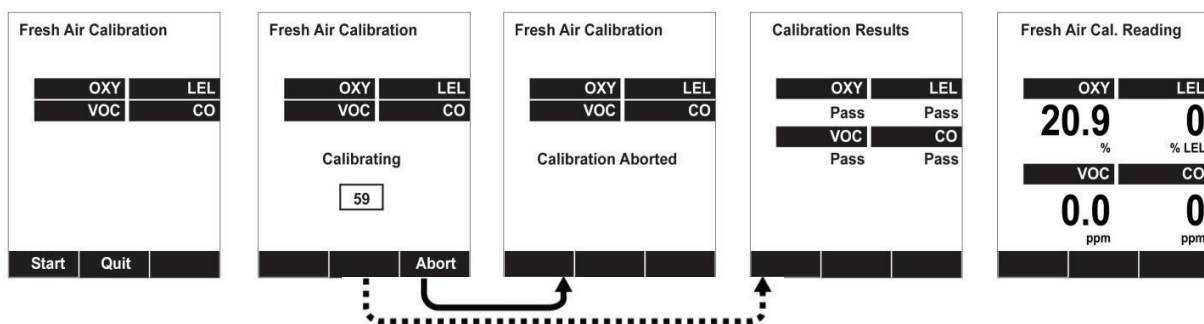 Fresh Air Calibration
OXY LEL
VOC CO
Start Quit
Fresh Air Calibration
OXY LEL
VOC CO
Calibrating
59
Abort
Fresh Air Calibration
OXY LEL
VOC CO
Calibration Aborted
Calibration Results
OXY LEL
Pass Pass
VOC CO
Pass Pass
Fresh Air Cal. Reading
OXY LEL
20.9 0
% % LEL
VOC CO
0.0 0
ppm ppm